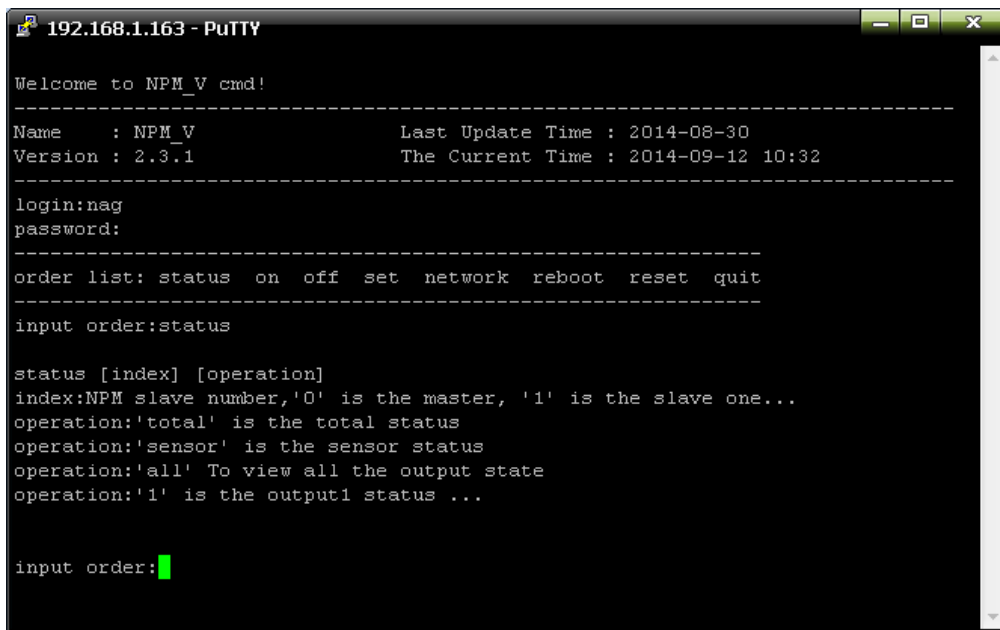 192.168.1.163 - PuTTY
Welcome to NPM_V cmd!
-------------------------------------------------------------------------------
Name    : NPM_V                 Last Update Time : 2014-08-30
Version : 2.3.1                 The Current Time : 2014-09-12 10:32
-------------------------------------------------------------------------------
login:nag
password:
---------------------------------------------------------------
order list: status  on  off  set  network  reboot  reset  quit
---------------------------------------------------------------
input order:status
status [index] [operation]
index:NPM slave number,'0' is the master, '1' is the slave one...
operation:'total' is the total status
operation:'sensor' is the sensor status
operation:'all' To view all the output state
operation:'1' is the output1 status ...
input order: